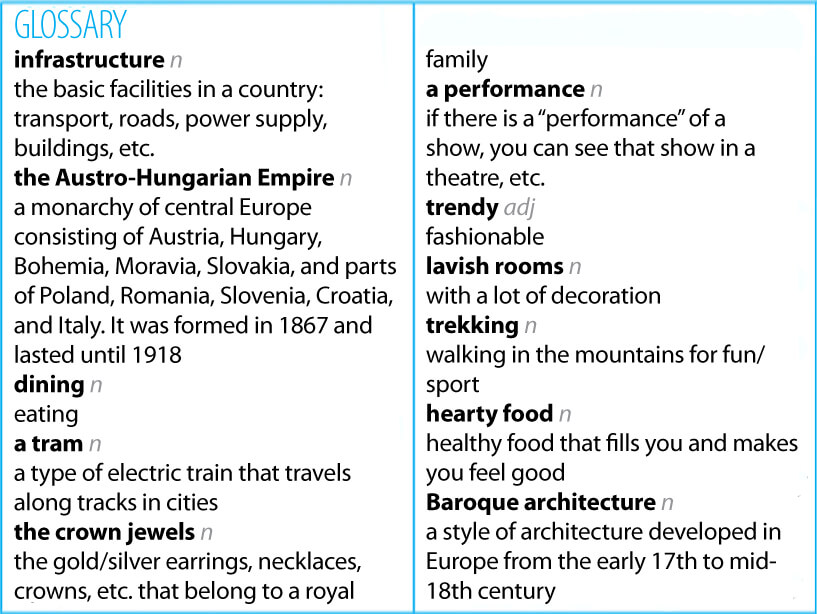 GLOSSARY
infrastructure n
the basic facilities in a country:
transport, roads, power supply,
buildings, etc.
the Austro-Hungarian Empire n
a monarchy of central Europe
consisting of Austria, Hungary,
Bohemia, Moravia, Slovakia, and parts
of Poland, Romania, Slovenia, Croatia,
and Italy. It was formed in 1867 and
lasted until 1918
dining n
eating
a tram n
a type of electric train that travels
along tracks in cities
the crown jewels n
the gold/silver earrings, necklaces,
crowns, etc. that belong to a royal
family
a performance n
if there is a “performance” of a
show, you can see that show in a
theatre, etc.
trendy adj
fashionable
lavish rooms n
with a lot of decoration
trekking n
walking in the mountains for fun/
sport
hearty food n
healthy food that fills you and makes
you feel good
Baroque architecture n
a style of architecture developed in
Europe from the early 17th to mid-
18th century